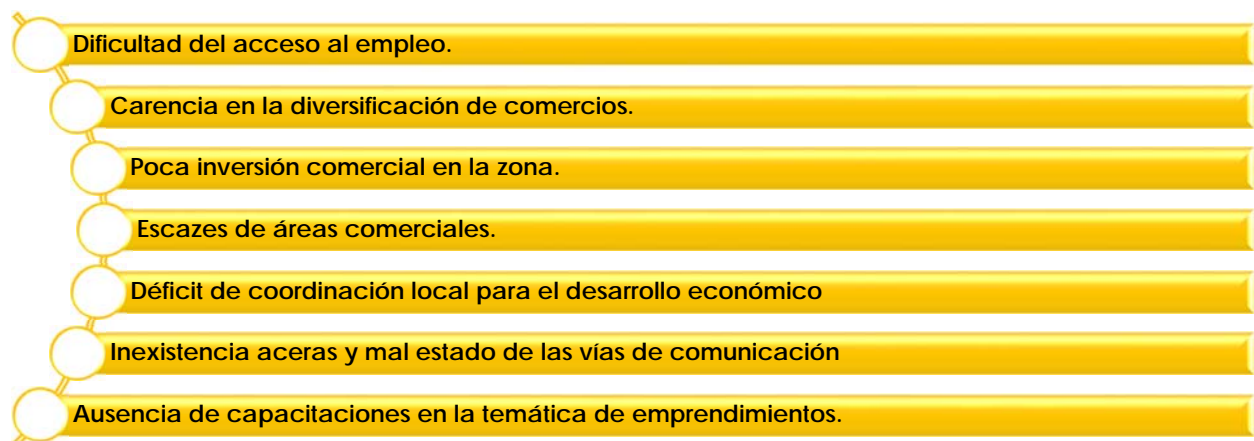 Dificultad del acceso al empleo.
Carencia en la diversificación de comercios.
Poca inversión comercial en la zona.
Escazes de áreas comerciales.
Déficit de coordinación local para el desarrollo económico
Inexistencia aceras y mal estado de las vías de comunicación
Ausencia de capacitaciones en la temática de emprendimientos.